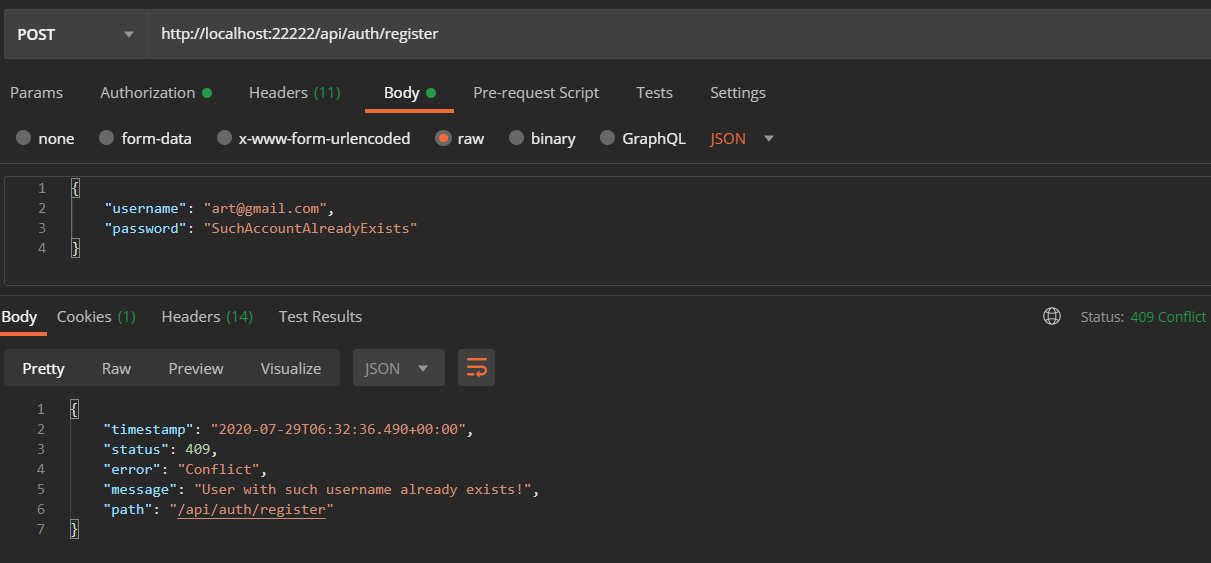 POST http://localhost:22222/api/auth/register
Params Authorization Headers (11) Body Pre-request Script Tests Settings
none form-data x-www-form-urlencoded raw binary GraphQL JSON
1 {
2 "username": "art@gmail.com",
3 "password": "SuchAccountAlreadyExists"
4 }
Body Cookies (1) Headers (14) Test Results Status: 409 Conflict
Pretty Raw Preview Visualize JSON
1 {
2 "timestamp": "2020-07-29T06:32:36.490+00:00",
3 "status": 409,
4 "error": "Conflict",
5 "message": "User with such username already exists!",
6 "path": "/api/auth/register"
7 }